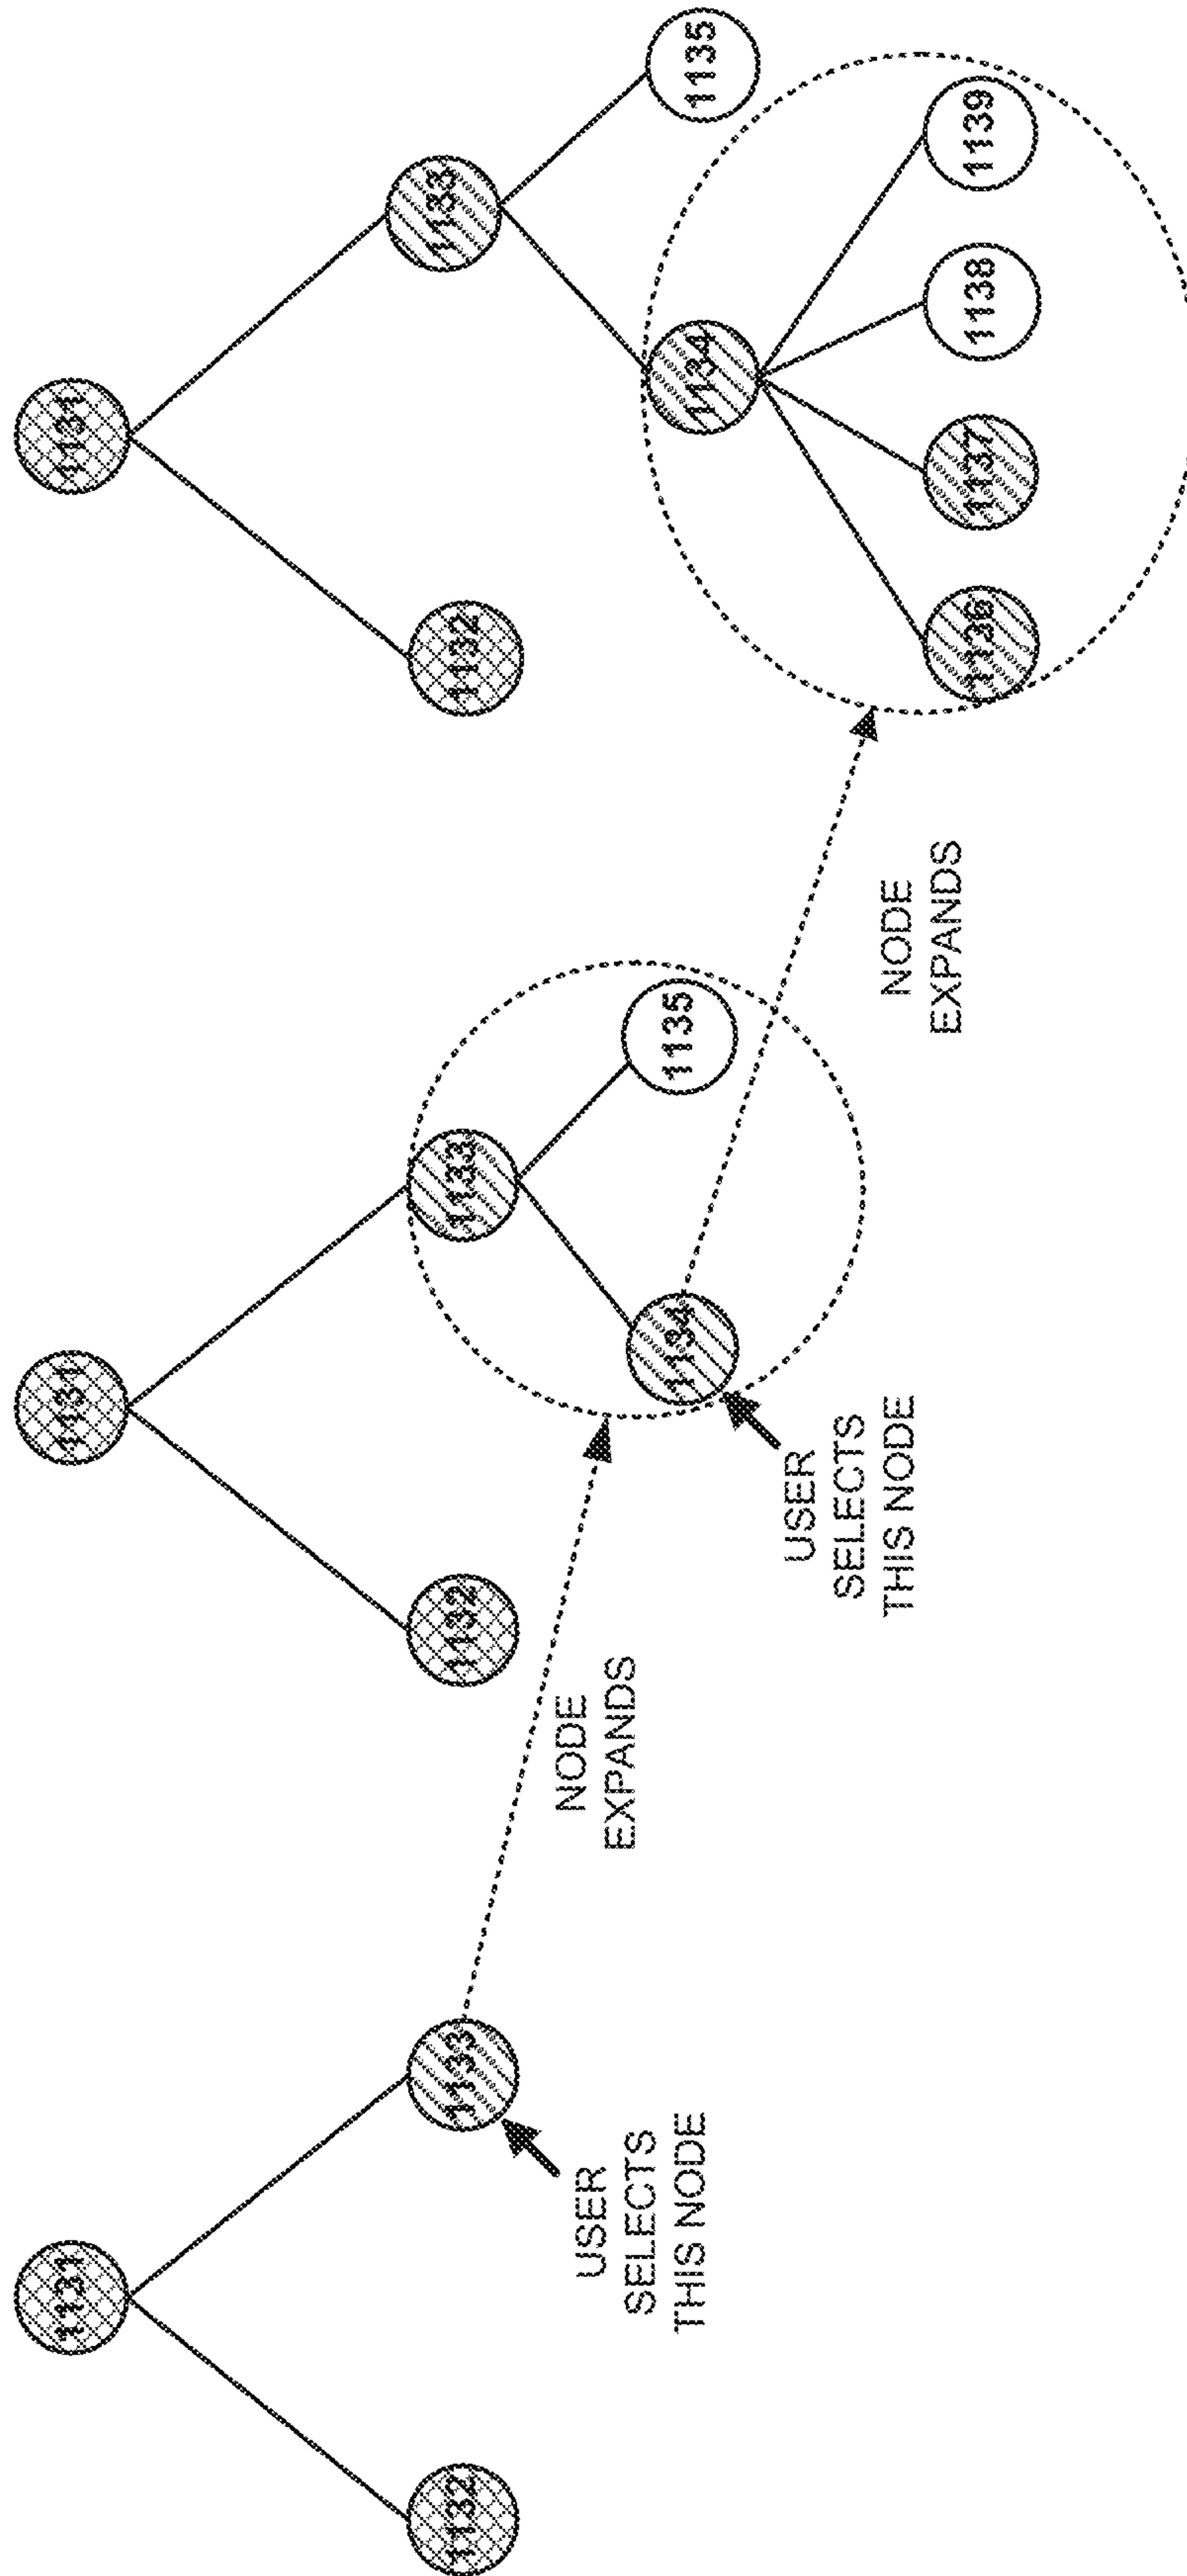 1131
1132
1133
USER
SELECTS
THIS NODE
NODE
EXPANDS
1131
1132
1133
1134
1135
USER
SELECTS
THIS NODE
NODE
EXPANDS
1131
1132
1133
1134
1135
1136
1137
1138
1139